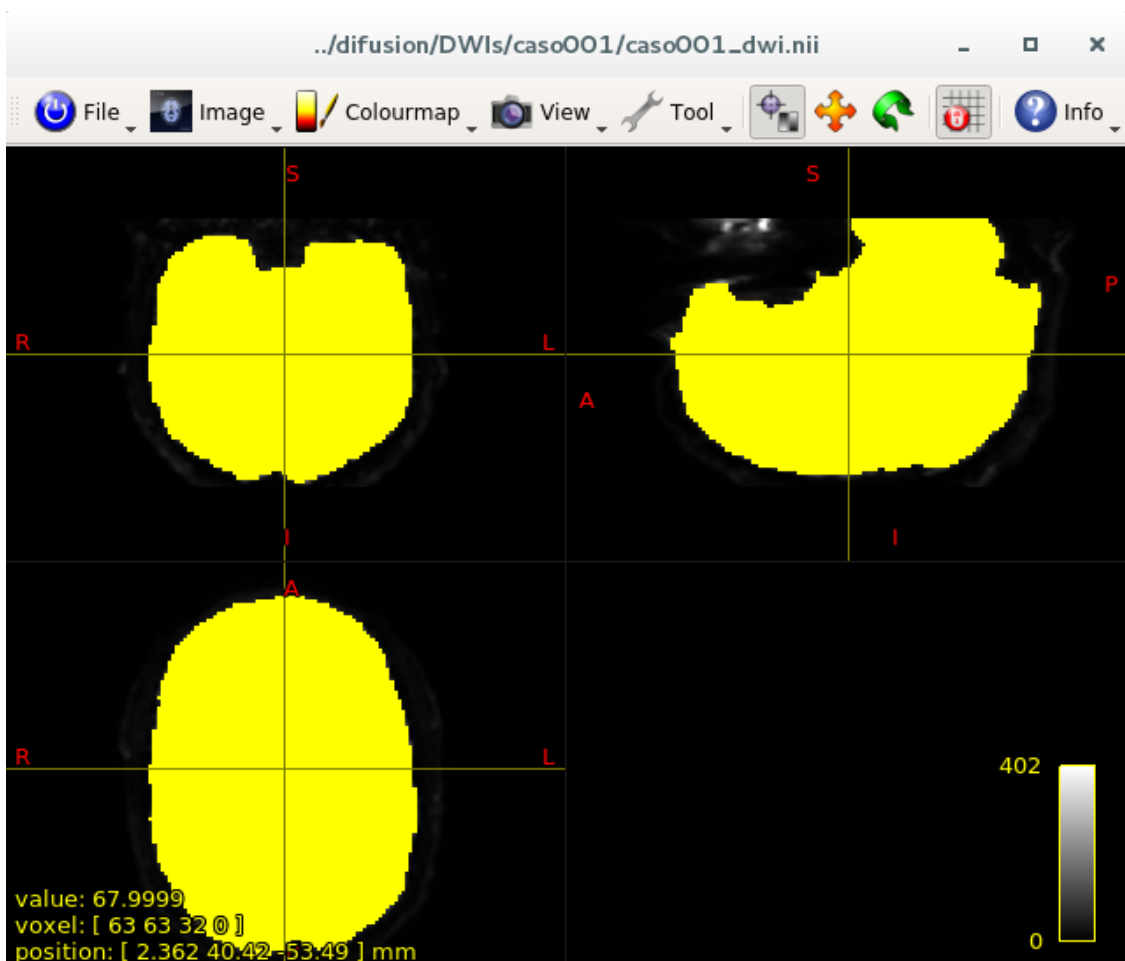 ../difusion/DWIs/caso001/caso001_dwi.nii
File Image Colourmap View Tool Info
S
S
R
L
P
A
I
I
A
R
L
402
0
value: 67.9999
voxel: [ 63 63 32 0 ]
position: [ 2.362 40.42 -53.49 ] mm